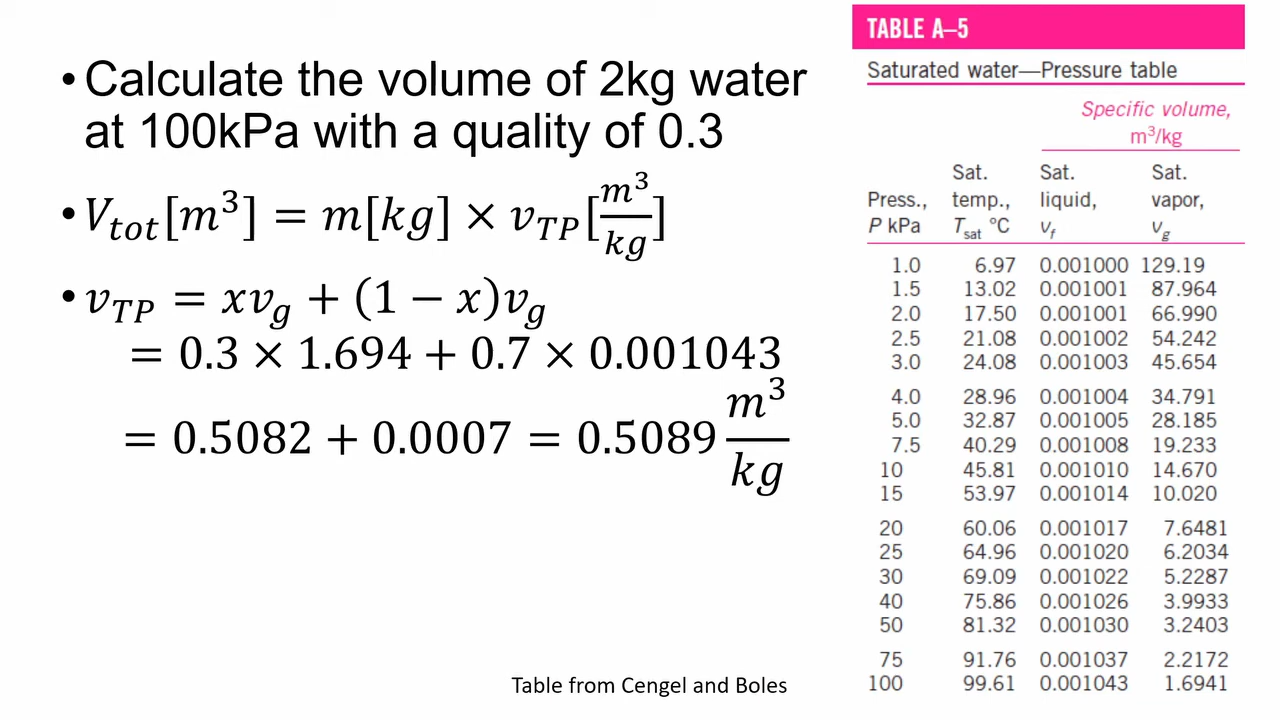 • Calculate the volume of 2kg water
at 100kPa with a quality of 0.3
• V_tot[m³] = m[kg] × v_TP[m³/kg]
• v_TP = xv_g + (1 − x)v_g
= 0.3 × 1.694 + 0.7 × 0.001043
= 0.5082 + 0.0007 = 0.5089 m³/kg
Table from Cengel and Boles
TABLE A–5
Saturated water—Pressure table
Specific volume,
m³/kg
Sat. Sat. Sat.
Press., temp., liquid, vapor,
P kPa T_sat °C v_f v_g
1.0 6.97 0.001000 129.19
1.5 13.02 0.001001 87.964
2.0 17.50 0.001001 66.990
2.5 21.08 0.001002 54.242
3.0 24.08 0.001003 45.654
4.0 28.96 0.001004 34.791
5.0 32.87 0.001005 28.185
7.5 40.29 0.001008 19.233
10 45.81 0.001010 14.670
15 53.97 0.001014 10.020
20 60.06 0.001017 7.6481
25 64.96 0.001020 6.2034
30 69.09 0.001022 5.2287
40 75.86 0.001026 3.9933
50 81.32 0.001030 3.2403
75 91.76 0.001037 2.2172
100 99.61 0.001043 1.6941